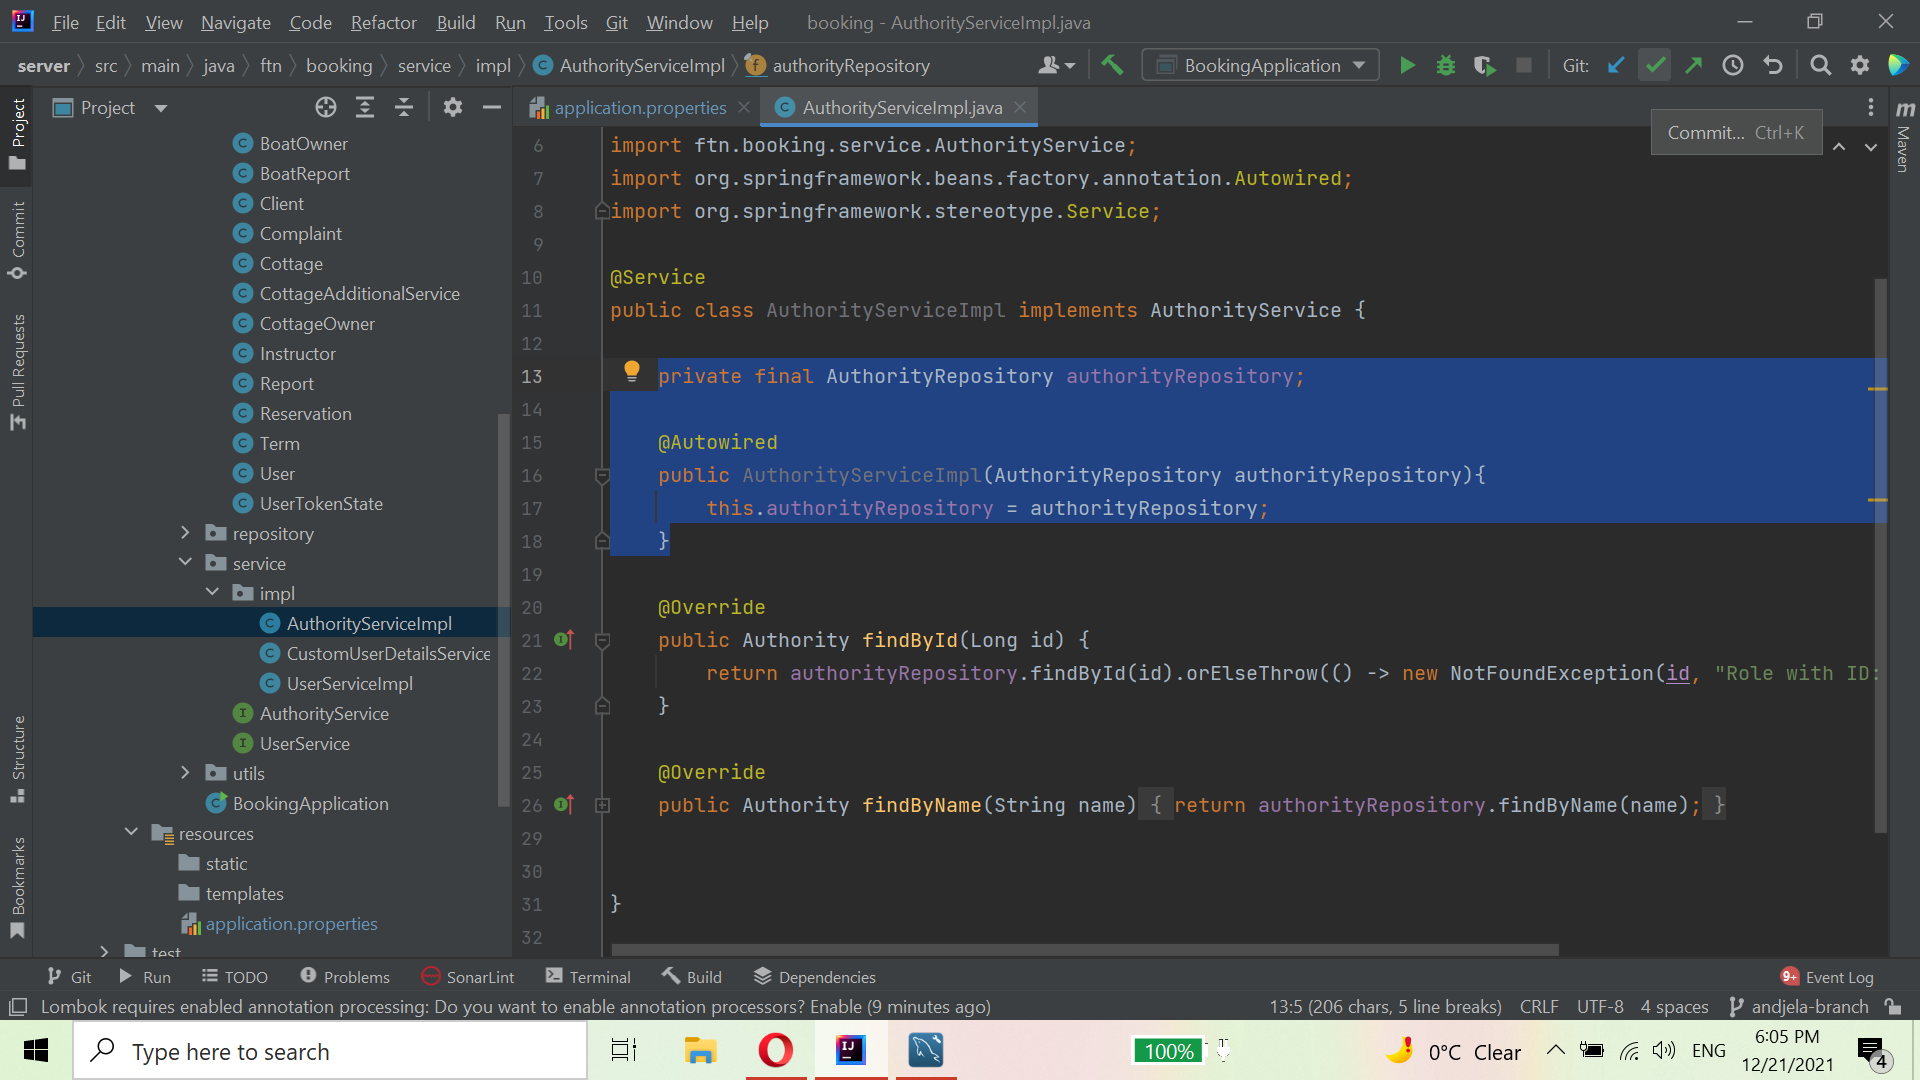 File Edit View Navigate Code Refactor Build Run Tools Git Window Help booking - AuthorityServiceImpl.java
server src main java ftn booking service impl AuthorityServiceImpl authorityRepository BookingApplication Git:
Project
application.properties AuthorityServiceImpl.java
Commit... Ctrl+K
Project
Commit
Pull Requests
Structure
Bookmarks
Maven
BoatOwner
BoatReport
Client
Complaint
Cottage
CottageAdditionalService
CottageOwner
Instructor
Report
Reservation
Term
User
UserTokenState
repository
service
impl
AuthorityServiceImpl
CustomUserDetailsService
UserServiceImpl
AuthorityService
UserService
utils
BookingApplication
resources
static
templates
application.properties
test
6 import ftn.booking.service.AuthorityService;
7 import org.springframework.beans.factory.annotation.Autowired;
8 import org.springframework.stereotype.Service;
9
10 @Service
11 public class AuthorityServiceImpl implements AuthorityService {
12
13 private final AuthorityRepository authorityRepository;
14
15 @Autowired
16 public AuthorityServiceImpl(AuthorityRepository authorityRepository){
17 this.authorityRepository = authorityRepository;
18 }
19
20 @Override
21 public Authority findById(Long id) {
22 return authorityRepository.findById(id).orElseThrow(() -> new NotFoundException(id, "Role with ID:
23 }
24
25 @Override
26 public Authority findByName(String name) { return authorityRepository.findByName(name); }
29
30
31 }
32
Git Run TODO Problems SonarLint Terminal Build Dependencies 9+ Event Log
Lombok requires enabled annotation processing: Do you want to enable annotation processors? Enable (9 minutes ago) 13:5 (206 chars, 5 line breaks) CRLF UTF-8 4 spaces andjela-branch
Type here to search 100% 0°C Clear ENG 6:05 PM
12/21/2021 4